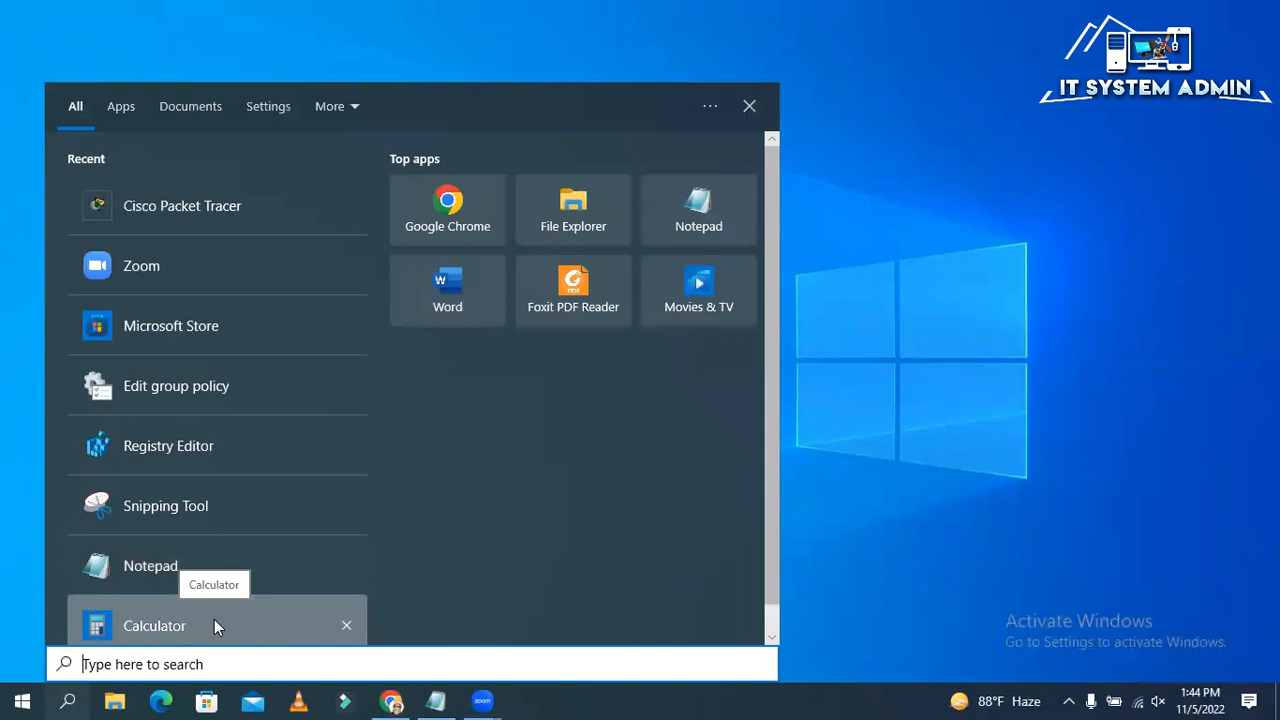 IT SYSTEM ADMIN
All Apps Documents Settings More
Recent
Cisco Packet Tracer
Zoom
Microsoft Store
Edit group policy
Registry Editor
Snipping Tool
Notepad
Calculator
Calculator
Top apps
Google Chrome File Explorer Notepad
W PDF
Word Foxit PDF Reader Movies & TV
Type here to search
Activate Windows
Go to Settings to activate Windows.
zoom
88°F Haze
1:44 PM
11/5/2022